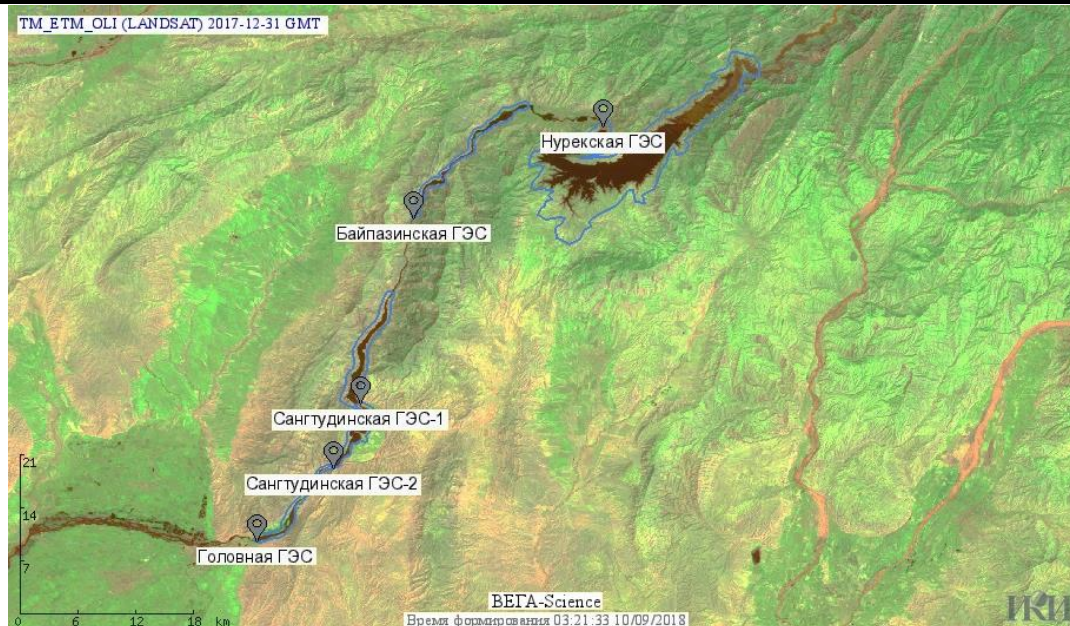 TM_ETM_OLI (LANDSAT) 2017-12-31 GMT
Нурекская ГЭС
Байпазинская ГЭС
Сангтудинская ГЭС-1
Сангтудинская ГЭС-2
Головная ГЭС
21
14
7
0 6 12 18 km
ВЕГА-Science
Время формирования 03:21:33 10/09/2018
ИКИ